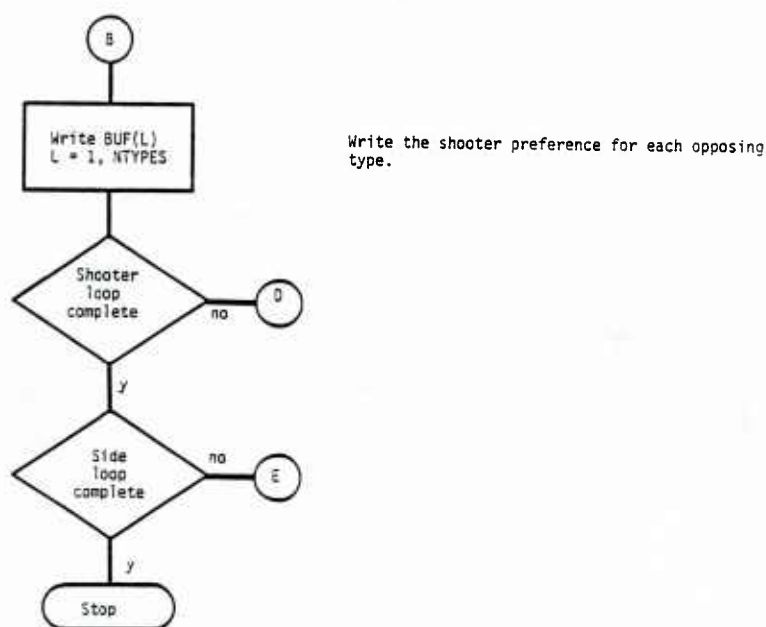 B
Write BUF(L)
L = 1, NTYPES
Write the shooter preference for each opposing
type.
Shooter
loop
complete
no
D
y
Side
loop
complete
no
E
y
Stop